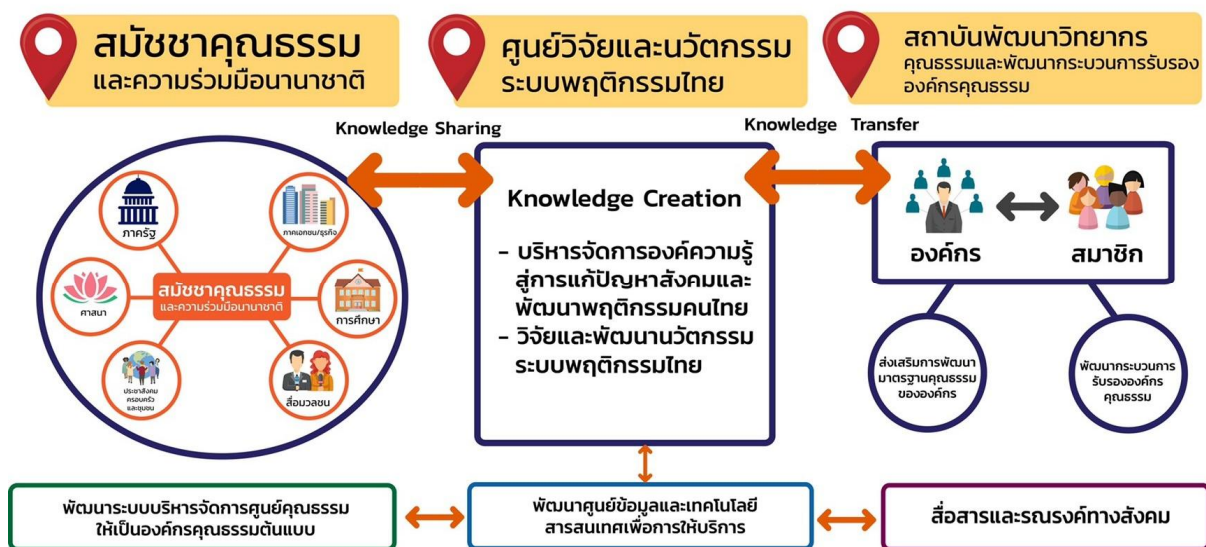 สมัชชาคุณธรรม
และความร่วมมือนานาชาติ
ศูนย์วิจัยและนวัตกรรม
ระบบพฤติกรรมไทย
สถาบันพัฒนาวิทยากร
คุณธรรมและพัฒนากระบวนการรับรอง
องค์กรคุณธรรม
Knowledge Sharing
Knowledge Transfer
ภาครัฐ
ภาคเอกชน/ธุรกิจ
ศาสนา
สมัชชาคุณธรรม
และความร่วมมือนานาชาติ
การศึกษา
ประชาสังคม
ครอบครัว
และชุมชน
สื่อมวลชน
Knowledge Creation
- บริหารจัดการองค์ความรู้
สู่การแก้ปัญหาสังคมและ
พัฒนาพฤติกรรมคนไทย
- วิจัยและพัฒนานวัตกรรม
ระบบพฤติกรรมไทย
องค์กร
สมาชิก
ส่งเสริมการพัฒนา
มาตรฐานคุณธรรม
ขององค์กร
พัฒนากระบวนการ
รับรององค์กร
คุณธรรม
พัฒนาระบบบริหารจัดการศูนย์คุณธรรม
ให้เป็นองค์กรคุณธรรมต้นแบบ
พัฒนาศูนย์ข้อมูลและเทคโนโลยี
สารสนเทศเพื่อการให้บริการ
สื่อสารและรณรงค์ทางสังคม